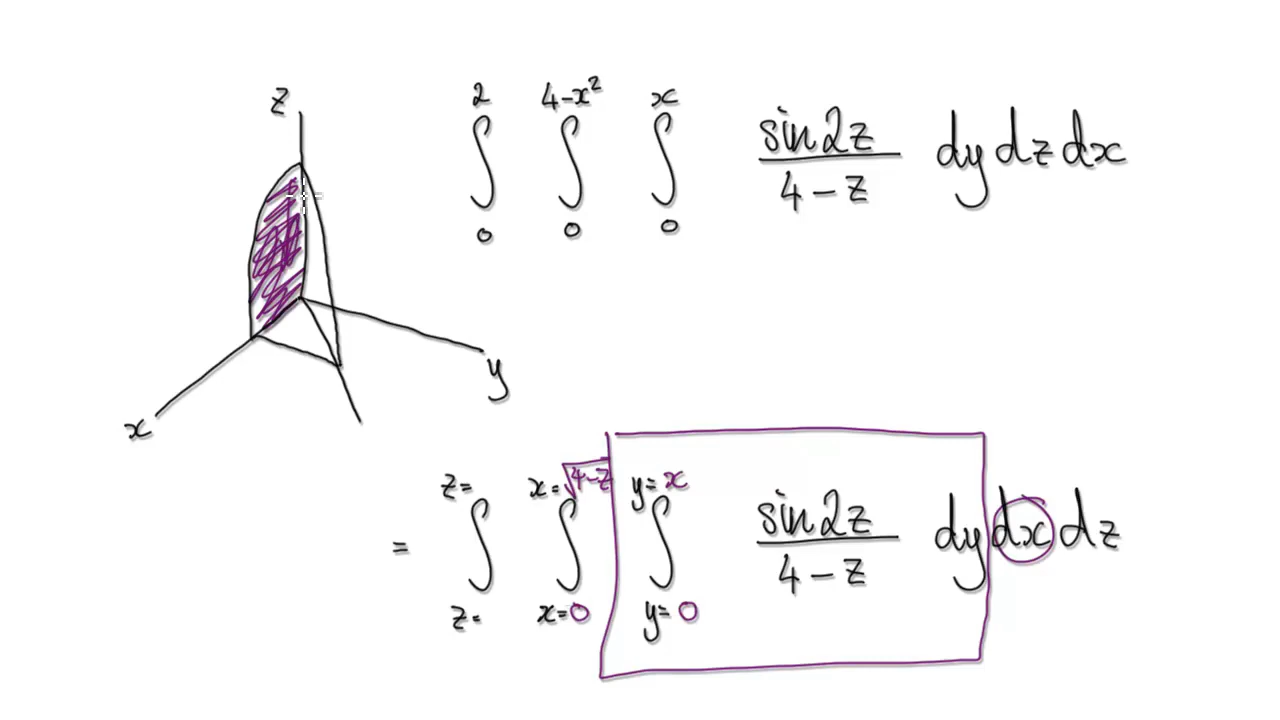 z
2 4-x² x
∫ ∫ ∫ sin2z / 4-z dy dz dx
0 0 0
y
x
z= x=√4-z y=x
= ∫ ∫ ∫ sin2z / 4-z dy dx dz
z= x=0 y=0